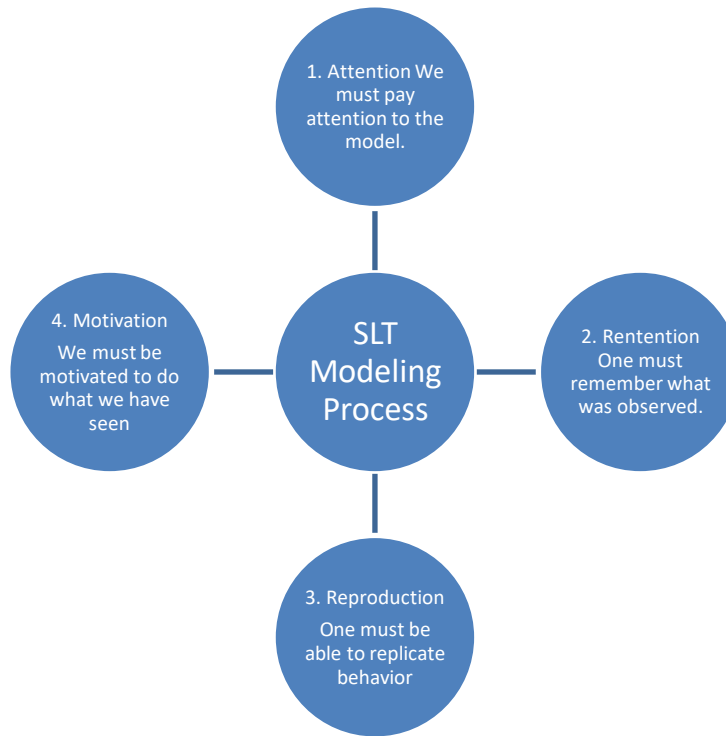 1. Attention We
must pay
attention to the
model.
SLT
Modeling
Process
2. Rentention
One must
remember what
was observed.
3. Reproduction
One must be
able to replicate
behavior
4. Motivation
We must be
motivated to do
what we have
seen